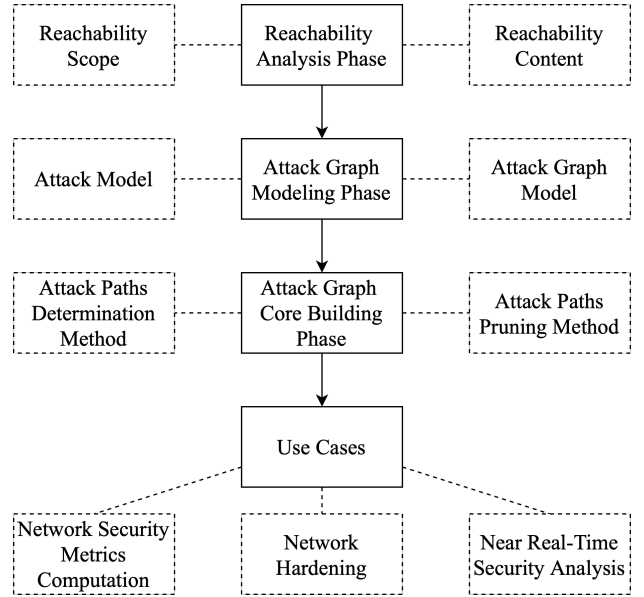 Reachability
Scope
Reachability
Analysis Phase
Reachability
Content
Attack Model
Attack Graph
Modeling Phase
Attack Graph
Model
Attack Paths
Determination
Method
Attack Graph
Core Building
Phase
Attack Paths
Pruning Method
Use Cases
Network Security
Metrics
Computation
Network
Hardening
Near Real-Time
Security Analysis